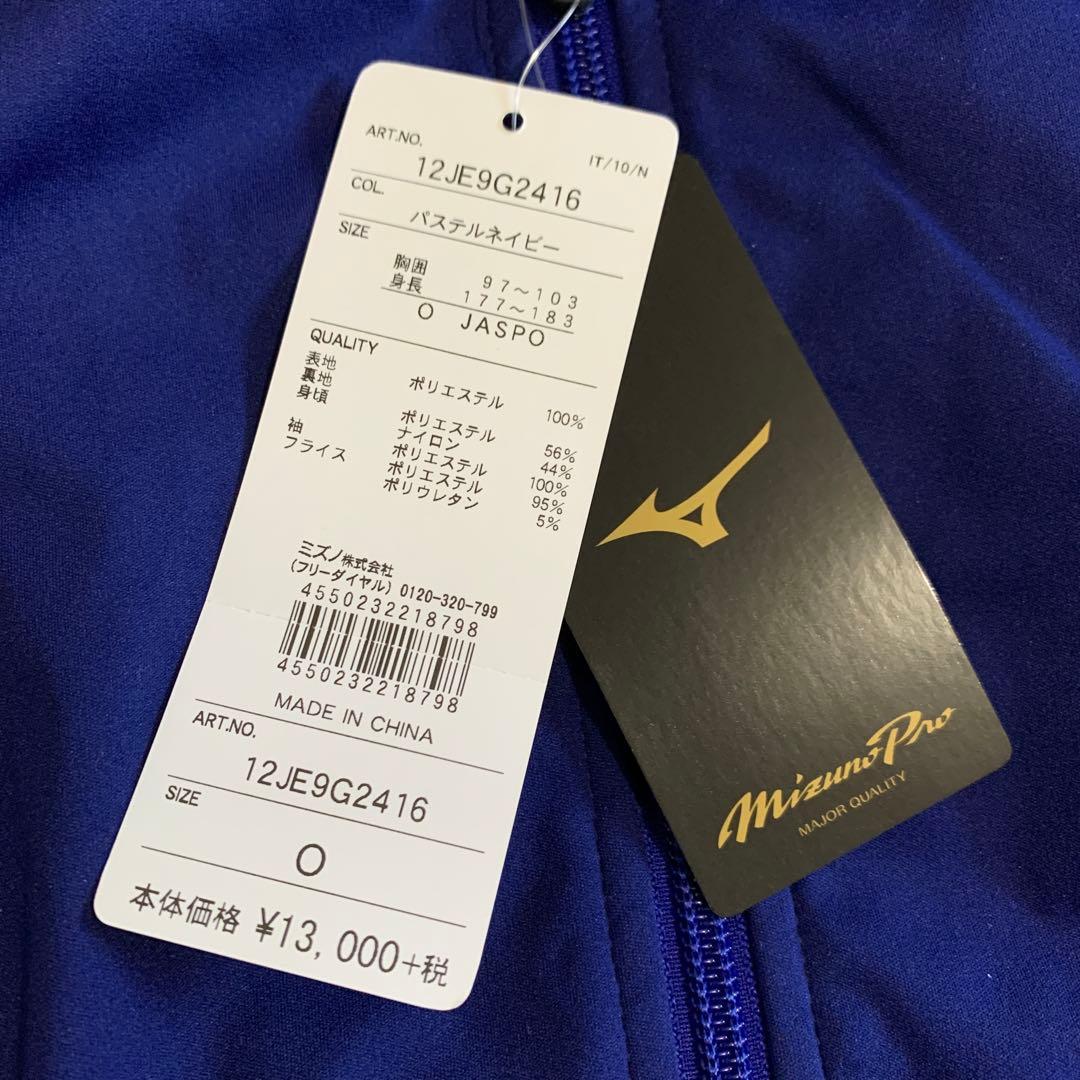 ART.NO.
IT/10/N
12JE9G2416
COL.
パステルネイビー
SIZE
胸囲 97~103
身長 177~183
O JASPO
QUALITY
表地 ポリエステル 100%
裏地
身頃 ポリエステル 56%
ナイロン 44%
袖 ポリエステル 100%
フライス ポリエステル 95%
ポリウレタン 5%
ミズノ株式会社
(フリーダイヤル) 0120-320-799
4550232218798
4550232218798
MADE IN CHINA
ART.NO.
12JE9G2416
SIZE
O
本体価格 ¥13,000+税
Mizuno Pro
MAJOR QUALITY